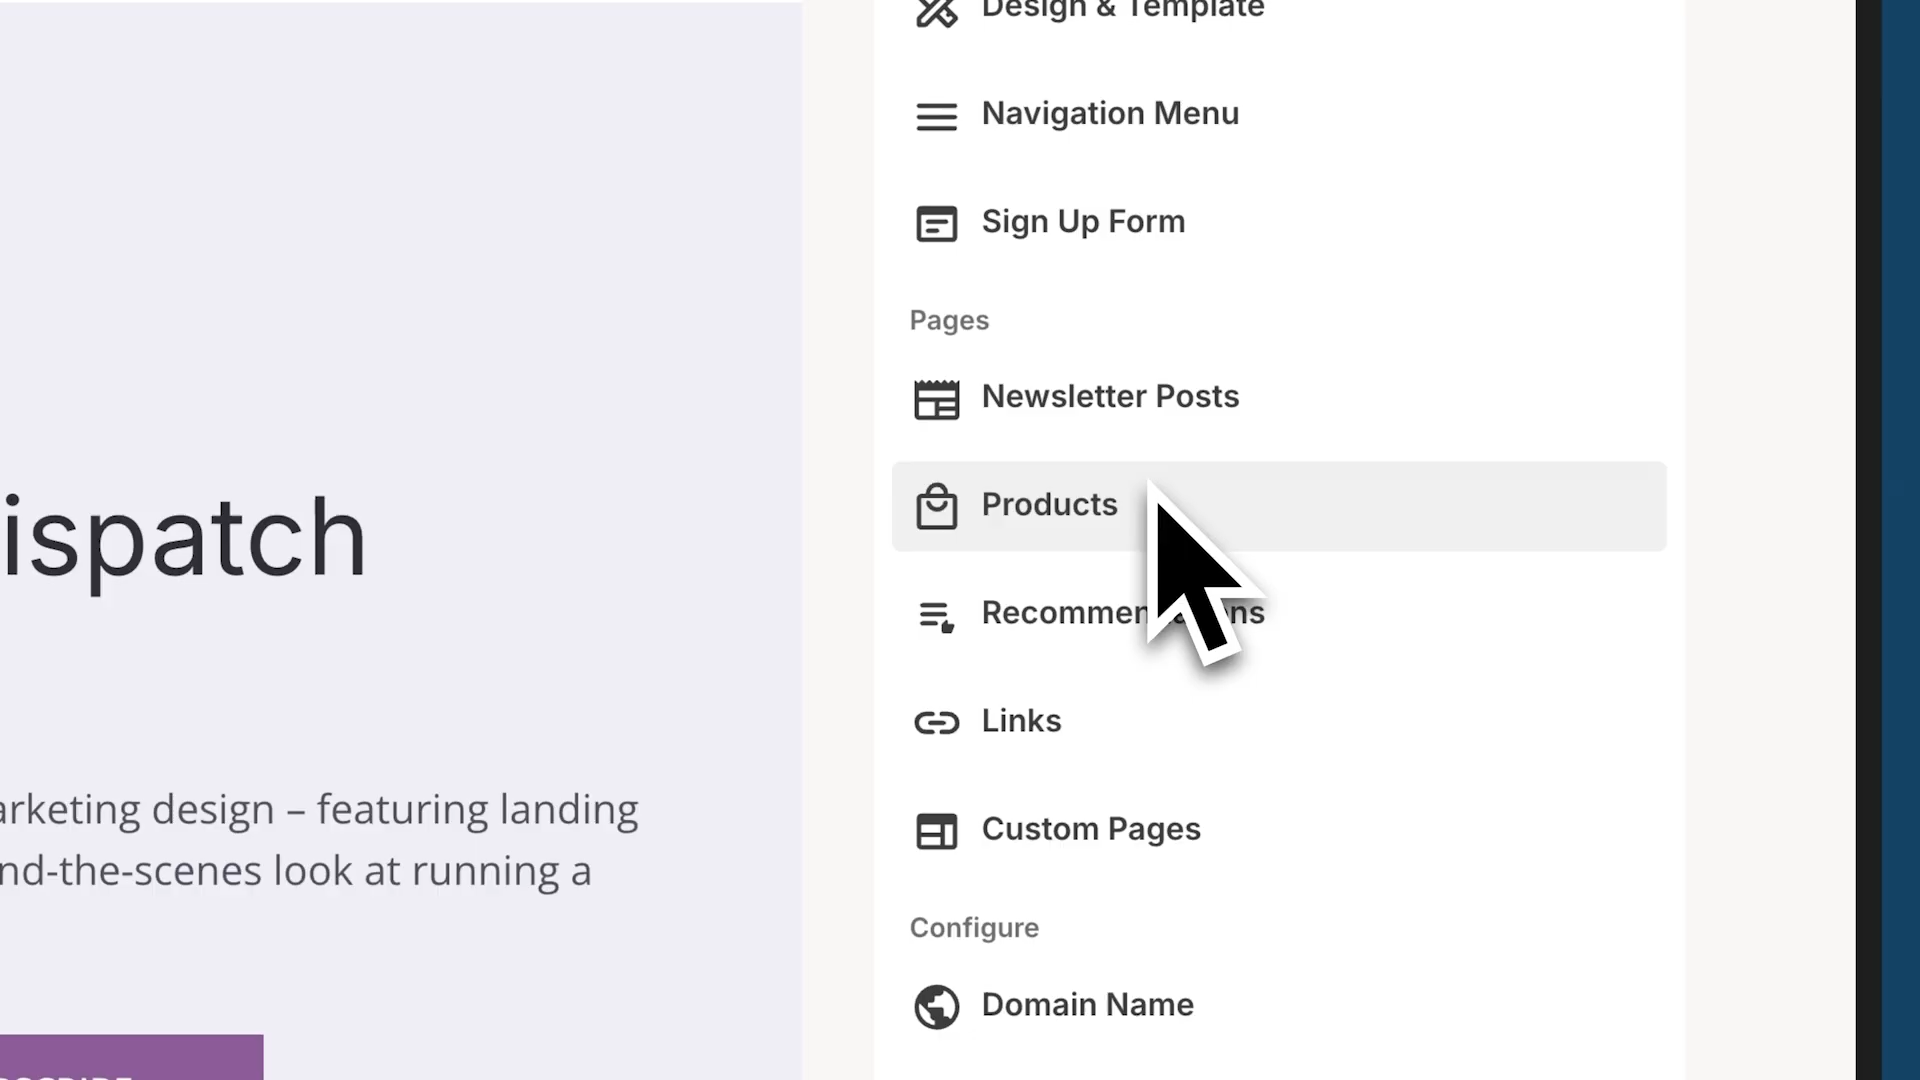 ispatch
arketing design – featuring landing
nd-the-scenes look at running a
Design & Template
Navigation Menu
Sign Up Form
Pages
Newsletter Posts
Products
Links
Custom Pages
Configure
Domain Name